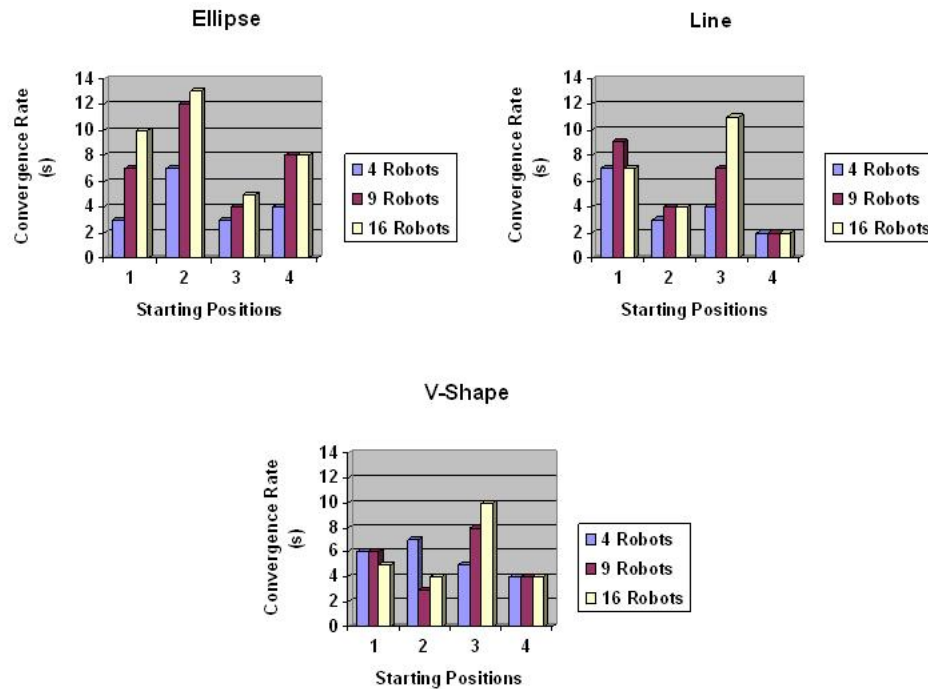 Ellipse
14
12
10
8
6
4
2
0
Convergence Rate
(s)
1 2 3 4
Starting Positions
4 Robots
9 Robots
16 Robots
Line
14
12
10
8
6
4
2
0
Convergence Rate
(s)
1 2 3 4
Starting Positions
4 Robots
9 Robots
16 Robots
V-Shape
14
12
10
8
6
4
2
0
Convergence Rate
(s)
1 2 3 4
Starting Positions
4 Robots
9 Robots
16 Robots